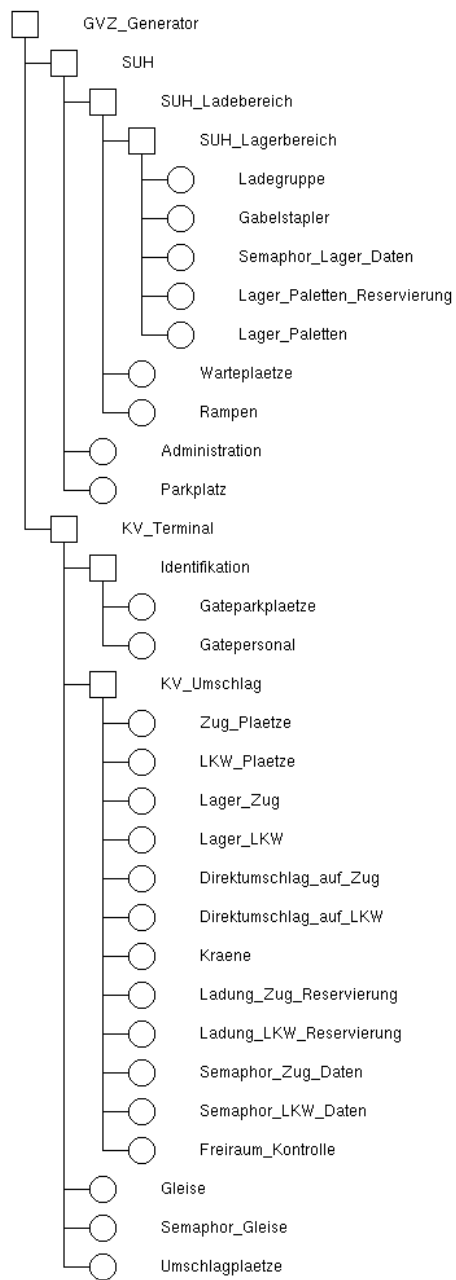 GVZ_Generator
SUH
SUH_Ladebereich
SUH_Lagerbereich
Ladegruppe
Gabelstapler
Semaphor_Lager_Daten
Lager_Paletten_Reservierung
Lager_Paletten
Warteplaetze
Rampen
Administration
Parkplatz
KV_Terminal
Identifikation
Gateparkplaetze
Gatepersonal
KV_Umschlag
Zug_Plaetze
LKW_Plaetze
Lager_Zug
Lager_LKW
Direktumschlag_auf_Zug
Direktumschlag_auf_LKW
Kraene
Ladung_Zug_Reservierung
Ladung_LKW_Reservierung
Semaphor_Zug_Daten
Semaphor_LKW_Daten
Freiraum_Kontrolle
Gleise
Semaphor_Gleise
Umschlagplaetze